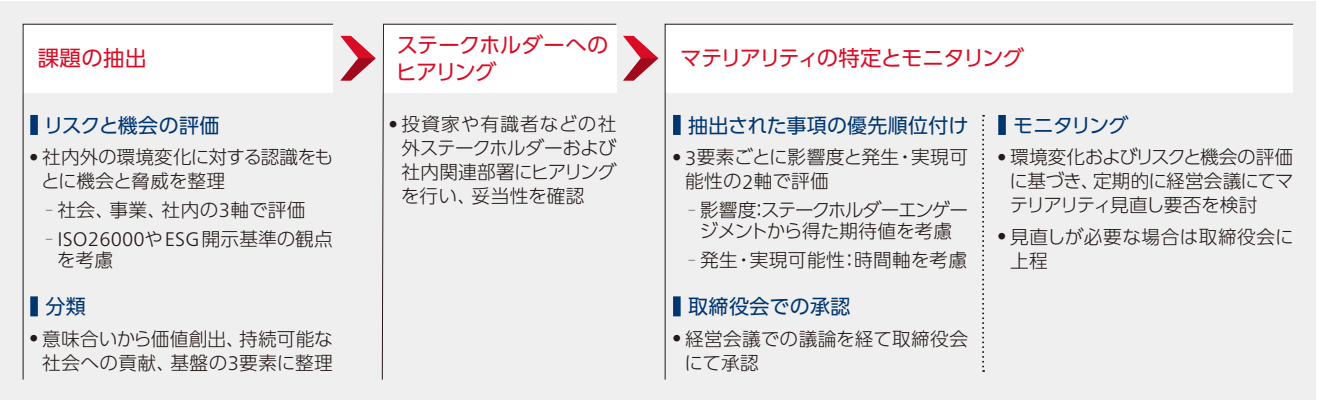 課題の抽出
リスクと機会の評価
•社内外の環境変化に対する認識をも
とに機会と脅威を整理
－社会、事業、社内の3軸で評価
－ISO26000やESG開示基準の観点
を考慮
分類
•意味合いから価値創出、持続可能な
社会への貢献、基盤の3要素に整理
ステークホルダーへの
ヒアリング
•投資家や有識者などの社
外ステークホルダーおよび
社内関連部署にヒアリング
を行い、妥当性を確認
マテリアリティの特定とモニタリング
抽出された事項の優先順位付け
•3要素ごとに影響度と発生・実現可
能性の2軸で評価
－影響度：ステークホルダーエンゲー
ジメントから得た期待値を考慮
－発生・実現可能性：時間軸を考慮
取締役会での承認
•経営会議での議論を経て取締役会
にて承認
モニタリング
•環境変化およびリスクと機会の評価
に基づき、定期的に経営会議にてマ
テリアリティ見直し要否を検討
•見直しが必要な場合は取締役会に
上程